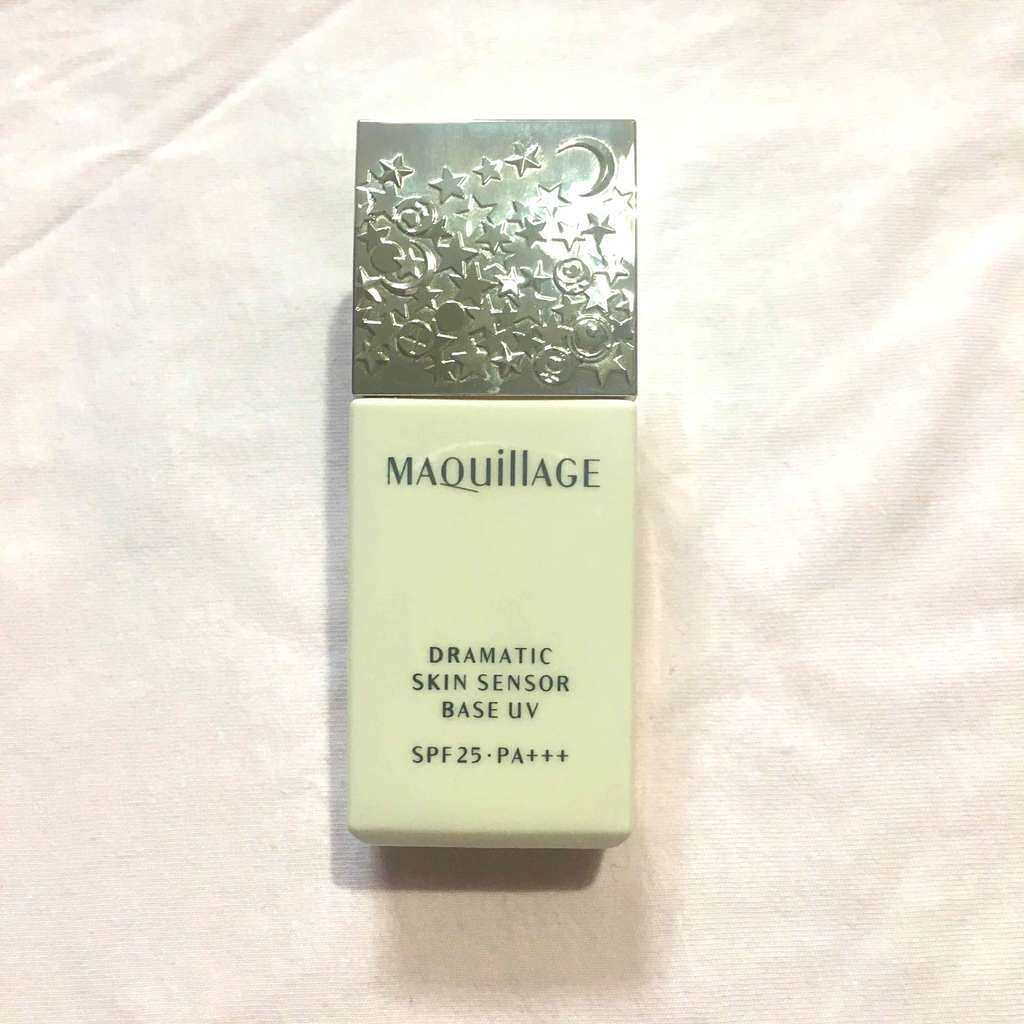 MAQuillAGE
DRAMATIC
SKIN SENSOR
BASE UV
SPF25·PA+++